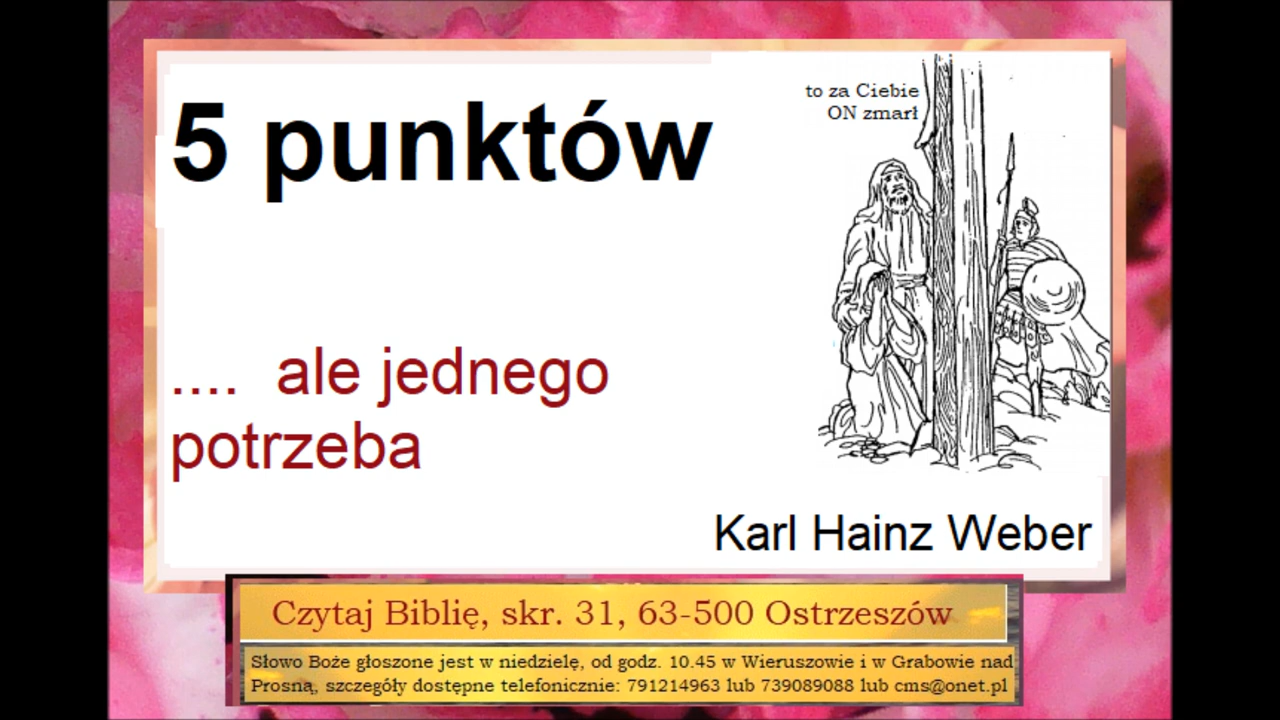 5 punktów
to za Ciebie
ON zmarł
.... ale jednego
potrzeba
Karl Hainz Weber
Czytaj Biblię, skr. 31, 63-500 Ostrzeszów
Słowo Boże głoszone jest w niedzielę, od godz. 10.45 w Wieruszowie i w Grabowie nad
Prosną, szczegóły dostępne telefonicznie: 791214963 lub 739089088 lub cms@onet.pl